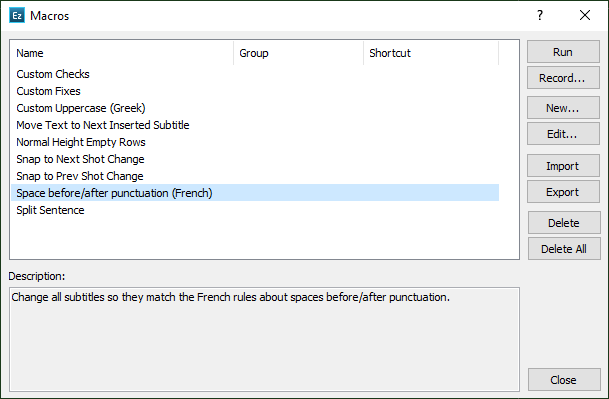 Ez Macros ?
Name Group Shortcut
Custom Checks
Custom Fixes
Custom Uppercase (Greek)
Move Text to Next Inserted Subtitle
Normal Height Empty Rows
Snap to Next Shot Change
Snap to Prev Shot Change
Space before/after punctuation (French)
Split Sentence
Run
Record...
New...
Edit...
Import
Export
Delete
Delete All
Description:
Change all subtitles so they match the French rules about spaces before/after punctuation.
Close